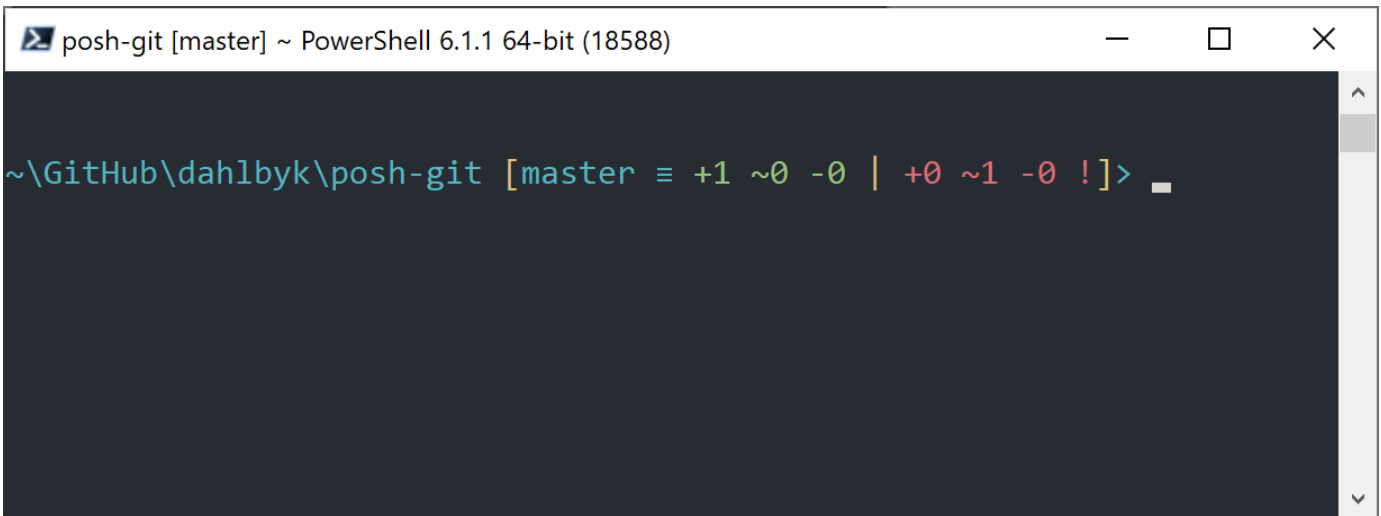 posh-git [master] ~ PowerShell 6.1.1 64-bit (18588)
~\GitHub\dahlbyk\posh-git [master ≡ +1 ~0 -0 | +0 ~1 -0 !]>